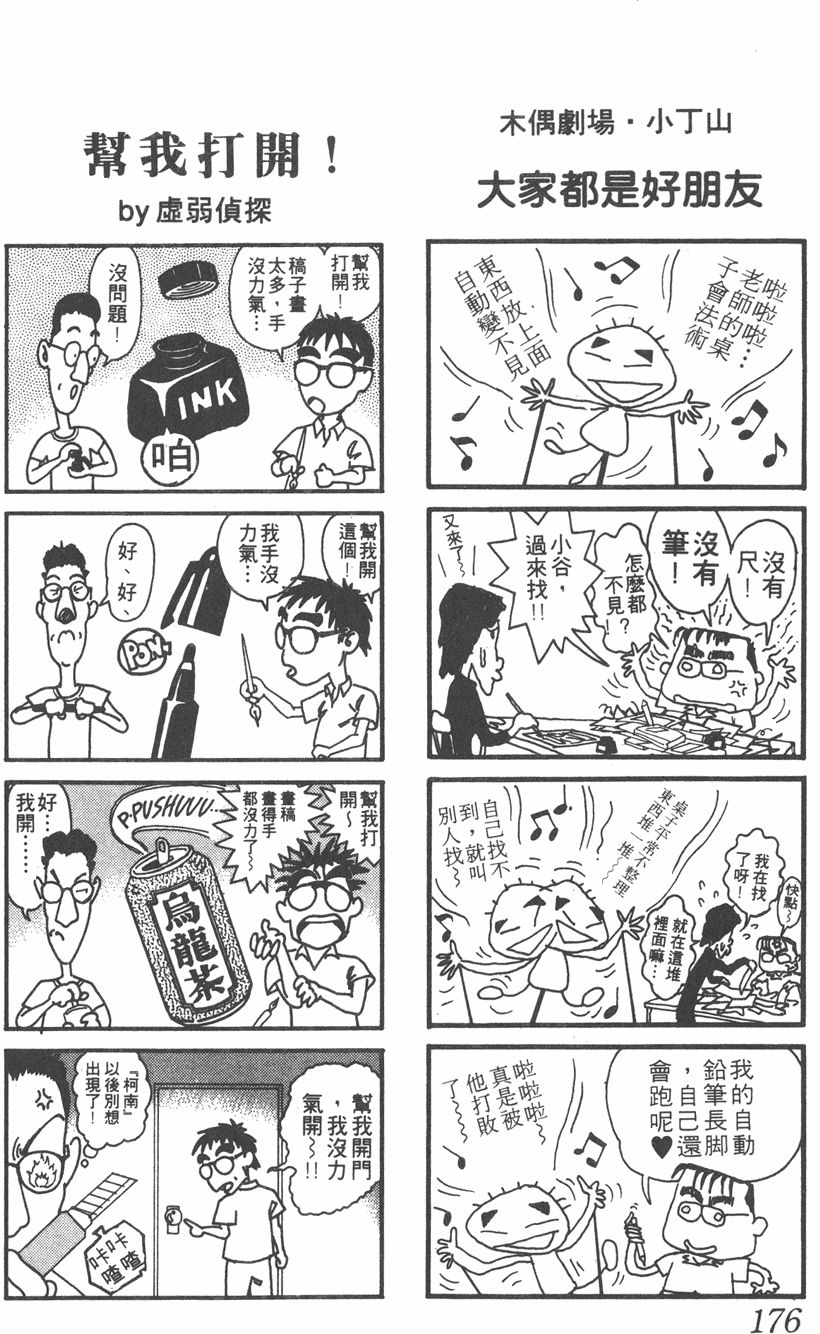 木偶劇場・小丁山
大家都是好朋友
啦啦啦…
老師的桌
子會法術
東西放上面
自動變不見
沒有
尺！
沒有
筆！
怎麼都
不見？
小谷，
過來找!!
又來了～
快點～
我在找
了呀！
就在這堆
裡面嘛…
桌子平常不整理
東西堆一堆～～
自己找不
到，就叫
別人找～
我的自動
鉛筆長脚
，自己還
會跑呢♥
啦啦啦
真是被
他打敗
了～～
幫我打開！
by 虛弱偵探
幫我
打開！
稿子畫
太多，手
沒力氣…
INK
啪
沒問題！
幫我開
這個！
我手沒
力氣…
PON
好、好、
幫我打
開～
畫稿
畫得手
都沒力了～
P-PUSHUUU…
烏龍茶
好…
我開……
幫我開門
，我沒力
氣開～!!
『柯南』
以後別想
出現了！
咔咔
喳喳
176